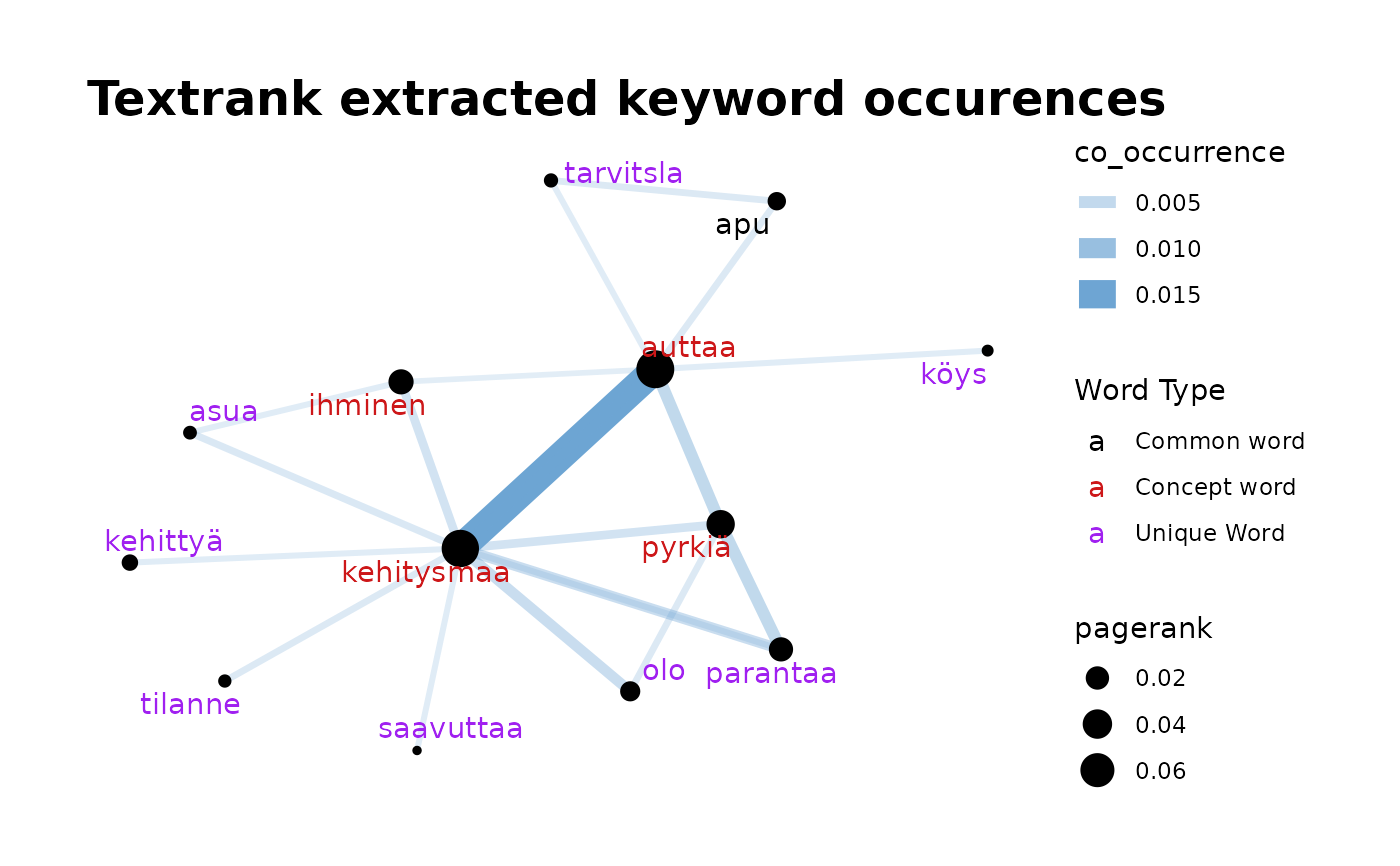 Textrank extracted keyword occurences
co_occurrence
0.005
0.010
0.015
Word Type
a Common word
a Concept word
a Unique Word
pagerank
0.02
0.04
0.06
tarvitsla
apu
auttaa
köys
ihminen
asua
kehittyä
pyrkiä
kehitysmaa
olo
parantaa
tilanne
saavuttaa